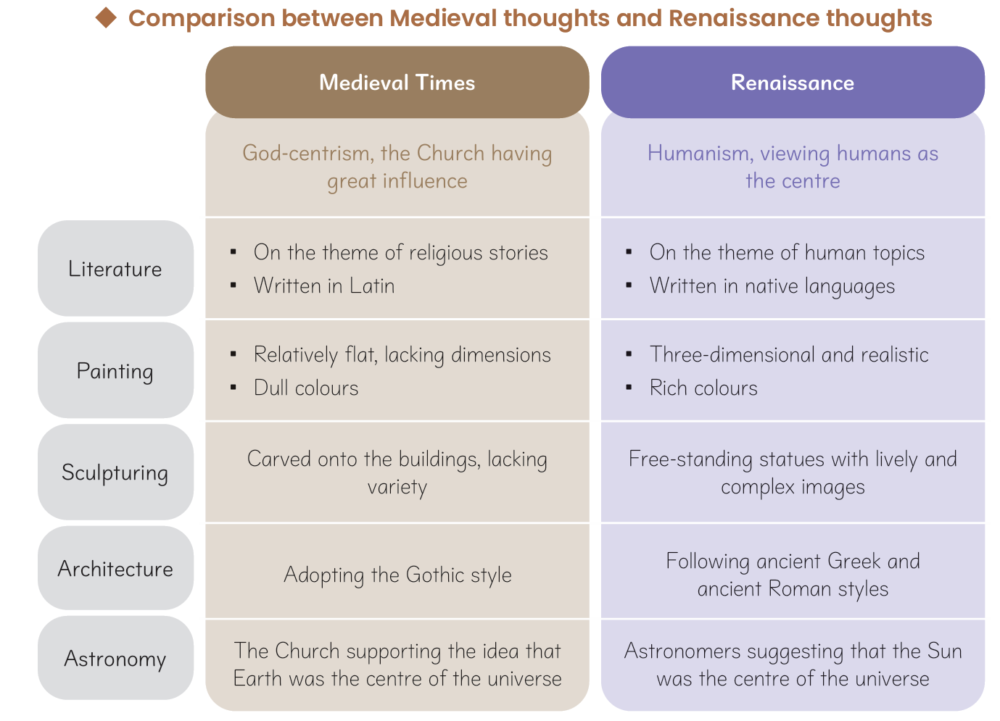 ◆ Comparison between Medieval thoughts and Renaissance thoughts
Medieval Times
Renaissance
God-centrism, the Church having
great influence
Humanism, viewing humans as
the centre
Literature
▪ On the theme of religious stories
▪ Written in Latin
▪ On the theme of human topics
▪ Written in native languages
Painting
▪ Relatively flat, lacking dimensions
▪ Dull colours
▪ Three-dimensional and realistic
▪ Rich colours
Sculpturing
Carved onto the buildings, lacking
variety
Free-standing statues with lively and
complex images
Architecture
Adopting the Gothic style
Following ancient Greek and
ancient Roman styles
Astronomy
The Church supporting the idea that
Earth was the centre of the universe
Astronomers suggesting that the Sun
was the centre of the universe